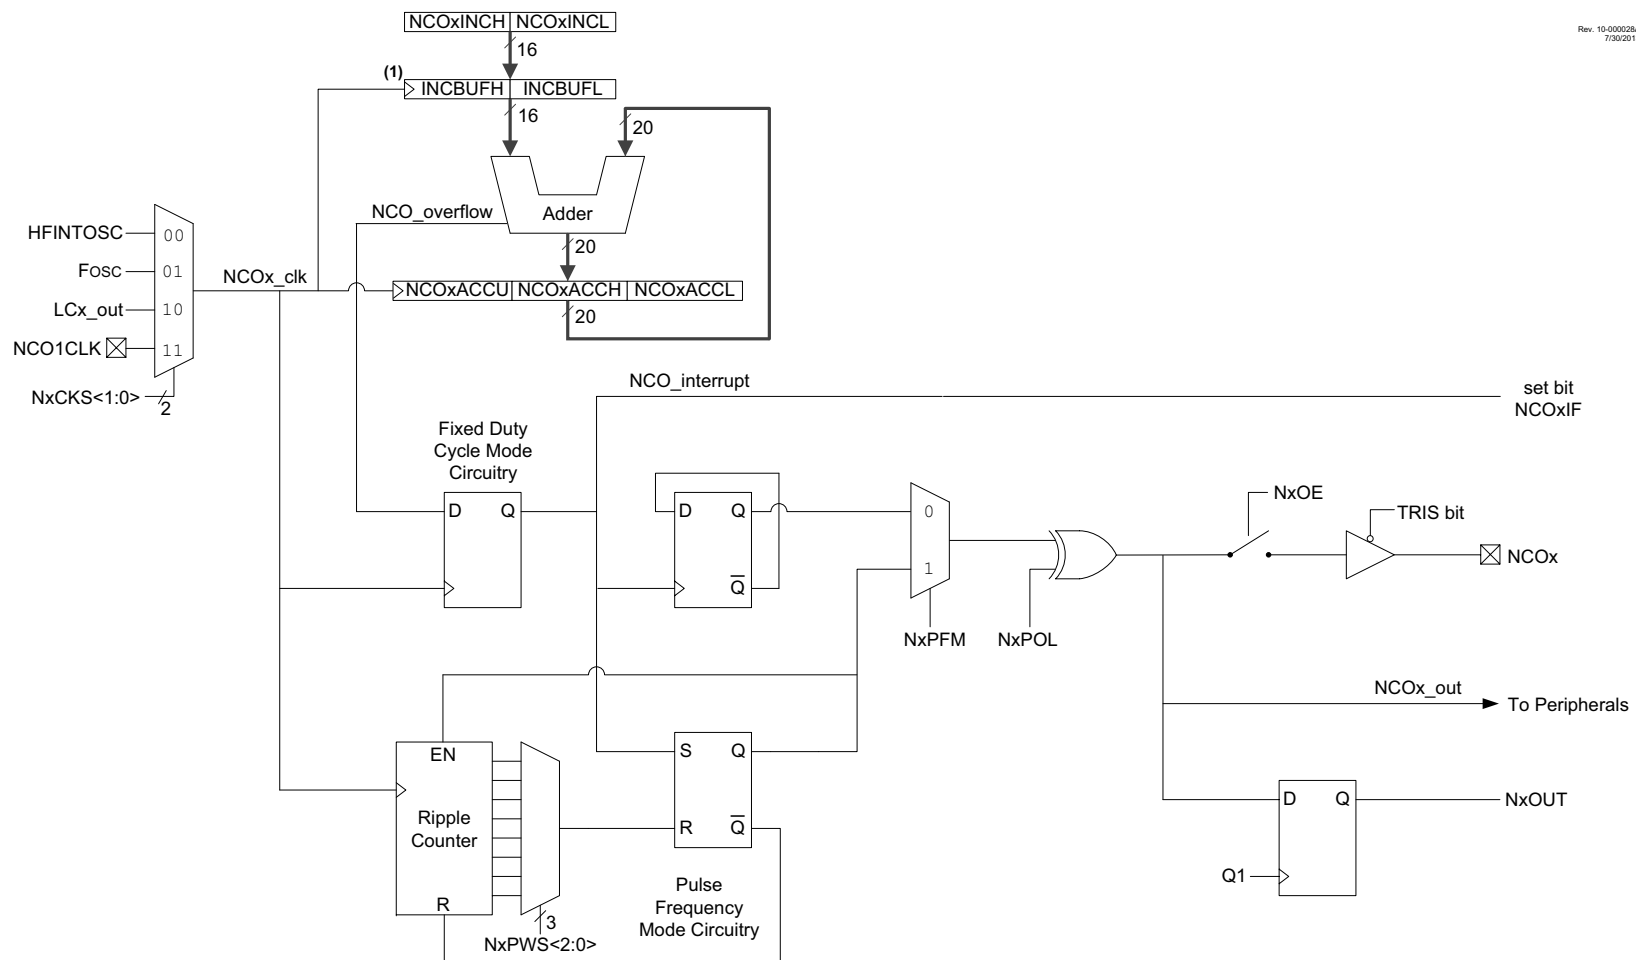 Rev. 10-000028
7/30/201
NCOxINCH NCOxINCL
16
(1)
INCBUFH INCBUFL
16
20
NCO_overflow
Adder
20
HFINTOSC
00
FOSC
01
NCOx_clk
NCOxACCU NCOxACCH NCOxACCL
LCx_out
10
20
NCO1CLK
11
NxCKS<1:0>
2
NCO_interrupt
set bit
NCOxIF
Fixed Duty
Cycle Mode
Circuitry
D Q
D Q
Q
0
1
NxPFM
NxPOL
NxOE
TRIS bit
NCOx
NCOx_out
To Peripherals
EN
Ripple
Counter
R
3
NxPWS<2:0>
S Q
R Q
Pulse
Frequency
Mode Circuitry
D Q
NxOUT
Q1